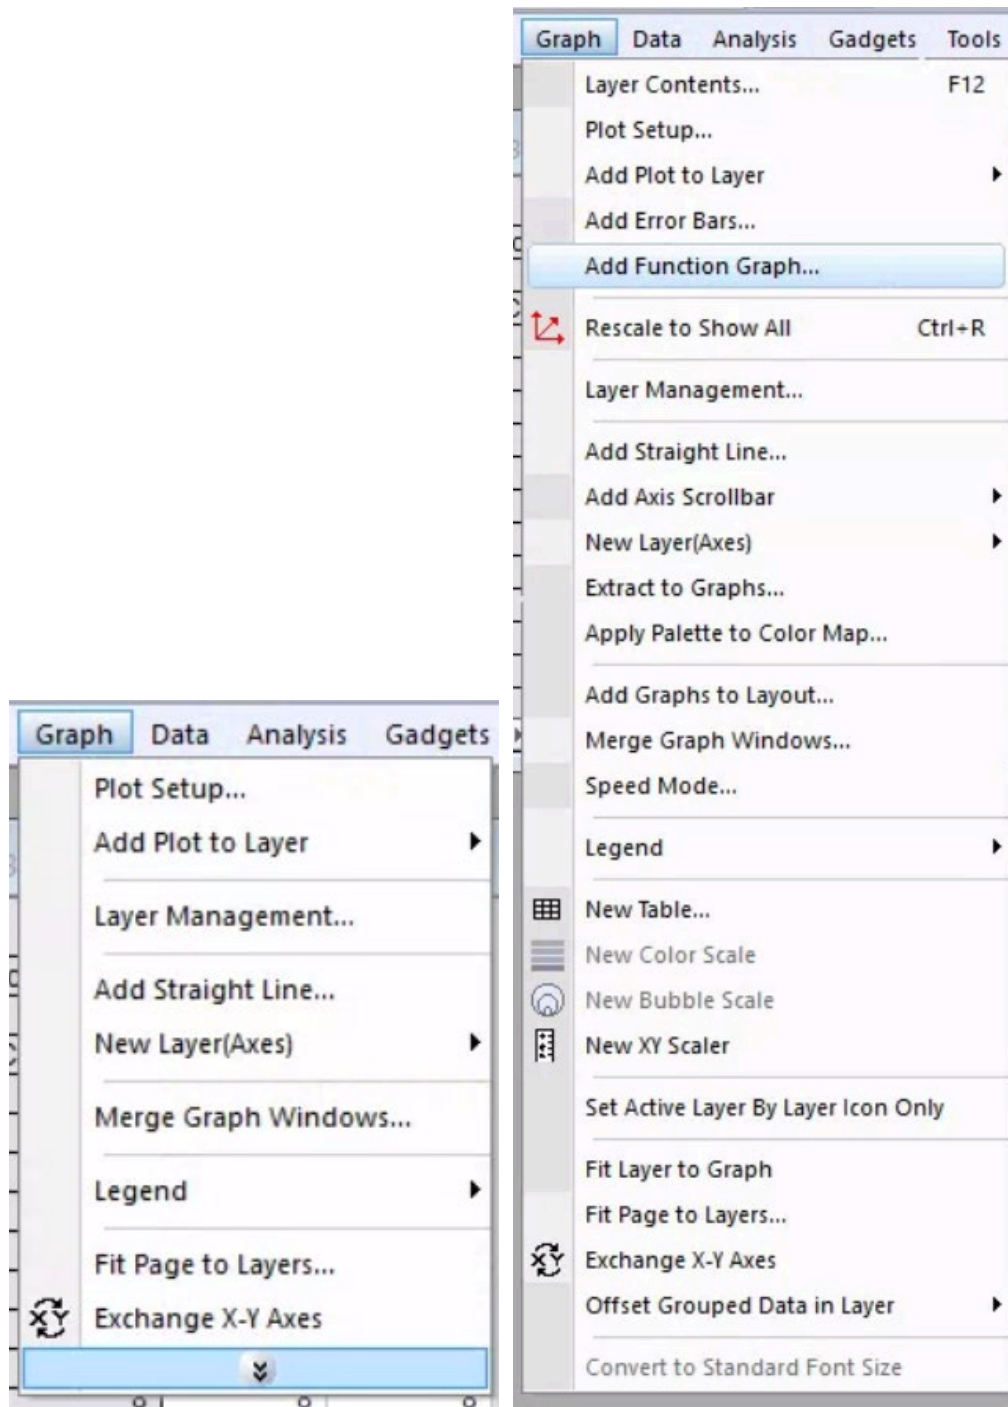 Graph Data Analysis Gadgets
Plot Setup...
Add Plot to Layer
Layer Management...
Add Straight Line...
New Layer(Axes)
Merge Graph Windows...
Legend
Fit Page to Layers...
Exchange X-Y Axes
Graph Data Analysis Gadgets Tools
Layer Contents... F12
Plot Setup...
Add Plot to Layer
Add Error Bars...
Add Function Graph...
Rescale to Show All Ctrl+R
Layer Management...
Add Straight Line...
Add Axis Scrollbar
New Layer(Axes)
Extract to Graphs...
Apply Palette to Color Map...
Add Graphs to Layout...
Merge Graph Windows...
Speed Mode...
Legend
New Table...
New Color Scale
New Bubble Scale
New XY Scaler
Set Active Layer By Layer Icon Only
Fit Layer to Graph
Fit Page to Layers...
Exchange X-Y Axes
Offset Grouped Data in Layer
Convert to Standard Font Size